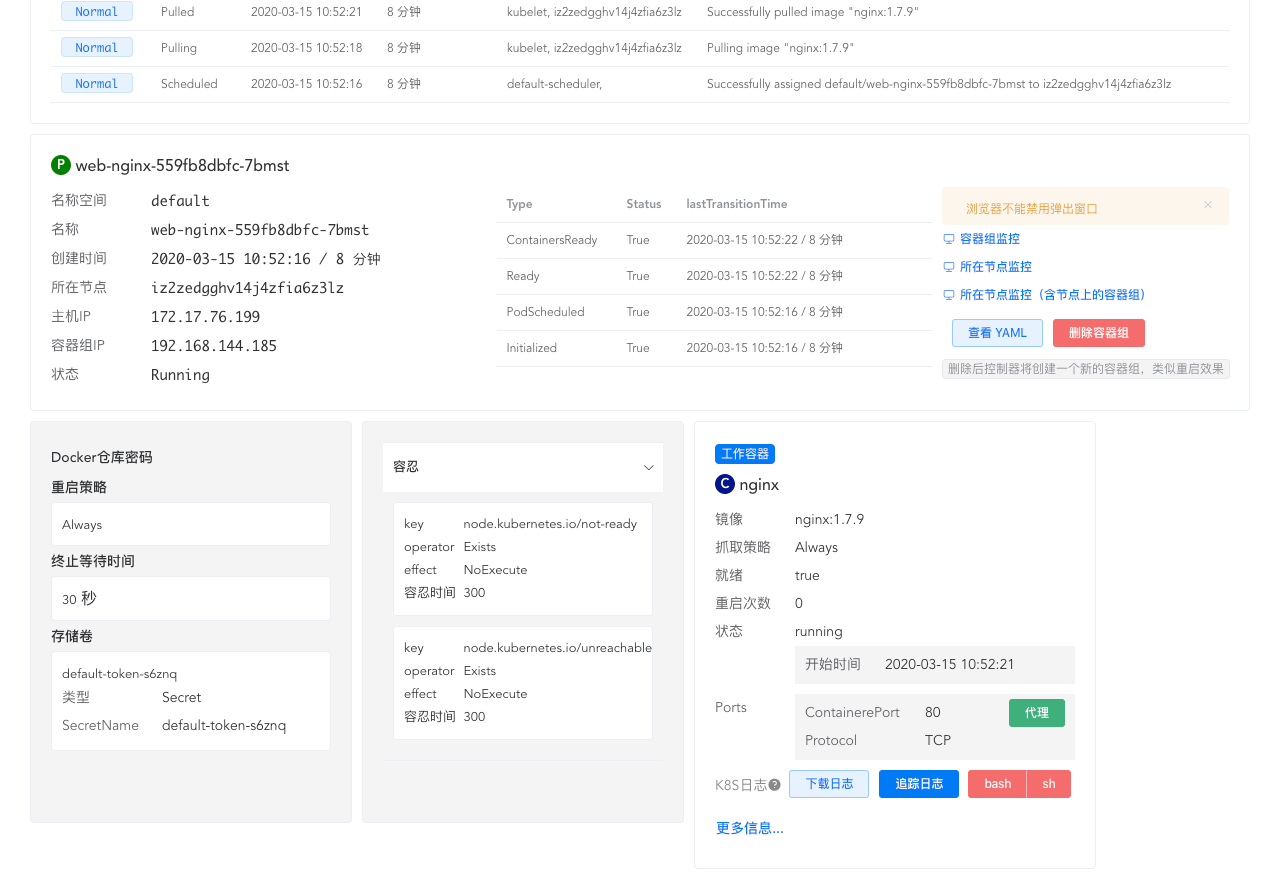 Normal Pulled 2020-03-15 10:52:21 8 分钟 kubelet, iz2zedgghv14j4zfia6z3lz Successfully pulled image "nginx:1.7.9"
Normal Pulling 2020-03-15 10:52:18 8 分钟 kubelet, iz2zedgghv14j4zfia6z3lz Pulling image "nginx:1.7.9"
Normal Scheduled 2020-03-15 10:52:16 8 分钟 default-scheduler, Successfully assigned default/web-nginx-559fb8dbfc-7bmst to iz2zedgghv14j4zfia6z3lz
P web-nginx-559fb8dbfc-7bmst
名称空间 default
名称 web-nginx-559fb8dbfc-7bmst
创建时间 2020-03-15 10:52:16 / 8 分钟
所在节点 iz2zedgghv14j4zfia6z3lz
主机IP 172.17.76.199
容器组IP 192.168.144.185
状态 Running
Type Status lastTransitionTime
ContainersReady True 2020-03-15 10:52:22 / 8 分钟
Ready True 2020-03-15 10:52:22 / 8 分钟
PodScheduled True 2020-03-15 10:52:16 / 8 分钟
Initialized True 2020-03-15 10:52:16 / 8 分钟
浏览器不能禁用弹出窗口
容器组监控
所在节点监控
所在节点监控（含节点上的容器组）
查看 YAML 删除容器组
删除后控制器将创建一个新的容器组，类似重启效果
Docker仓库密码
重启策略
Always
终止等待时间
30 秒
存储卷
default-token-s6znq
类型 Secret
SecretName default-token-s6znq
容忍
key node.kubernetes.io/not-ready
operator Exists
effect NoExecute
容忍时间 300
key node.kubernetes.io/unreachable
operator Exists
effect NoExecute
容忍时间 300
工作容器
C nginx
镜像 nginx:1.7.9
抓取策略 Always
就绪 true
重启次数 0
状态 running
开始时间 2020-03-15 10:52:21
Ports ContainerePort 80 代理
Protocol TCP
K8S日志 ? 下载日志 追踪日志 bash sh
更多信息...